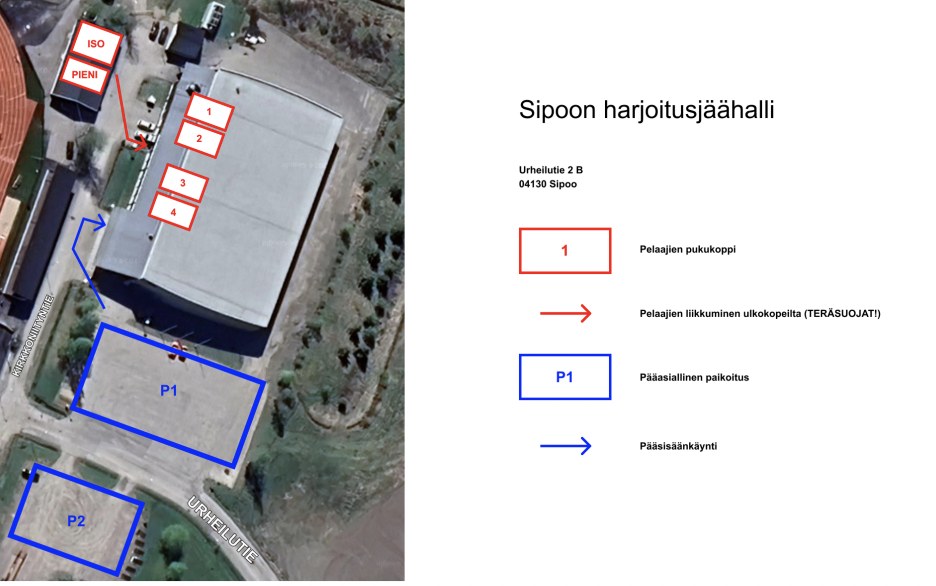 ISO
PIENI
1
2
3
4
KIRKKONIITYNTIE
P1
P2
URHEILUTIE
Sipoon harjoitusjäähalli
Urheilutie 2 B
04130 Sipoo
1
Pelaajien pukukoppi
Pelaajien liikkuminen ulkokopeilta (TERÄSUOJAT!)
P1
Pääasiallinen paikoitus
Pääsisäänkäynti